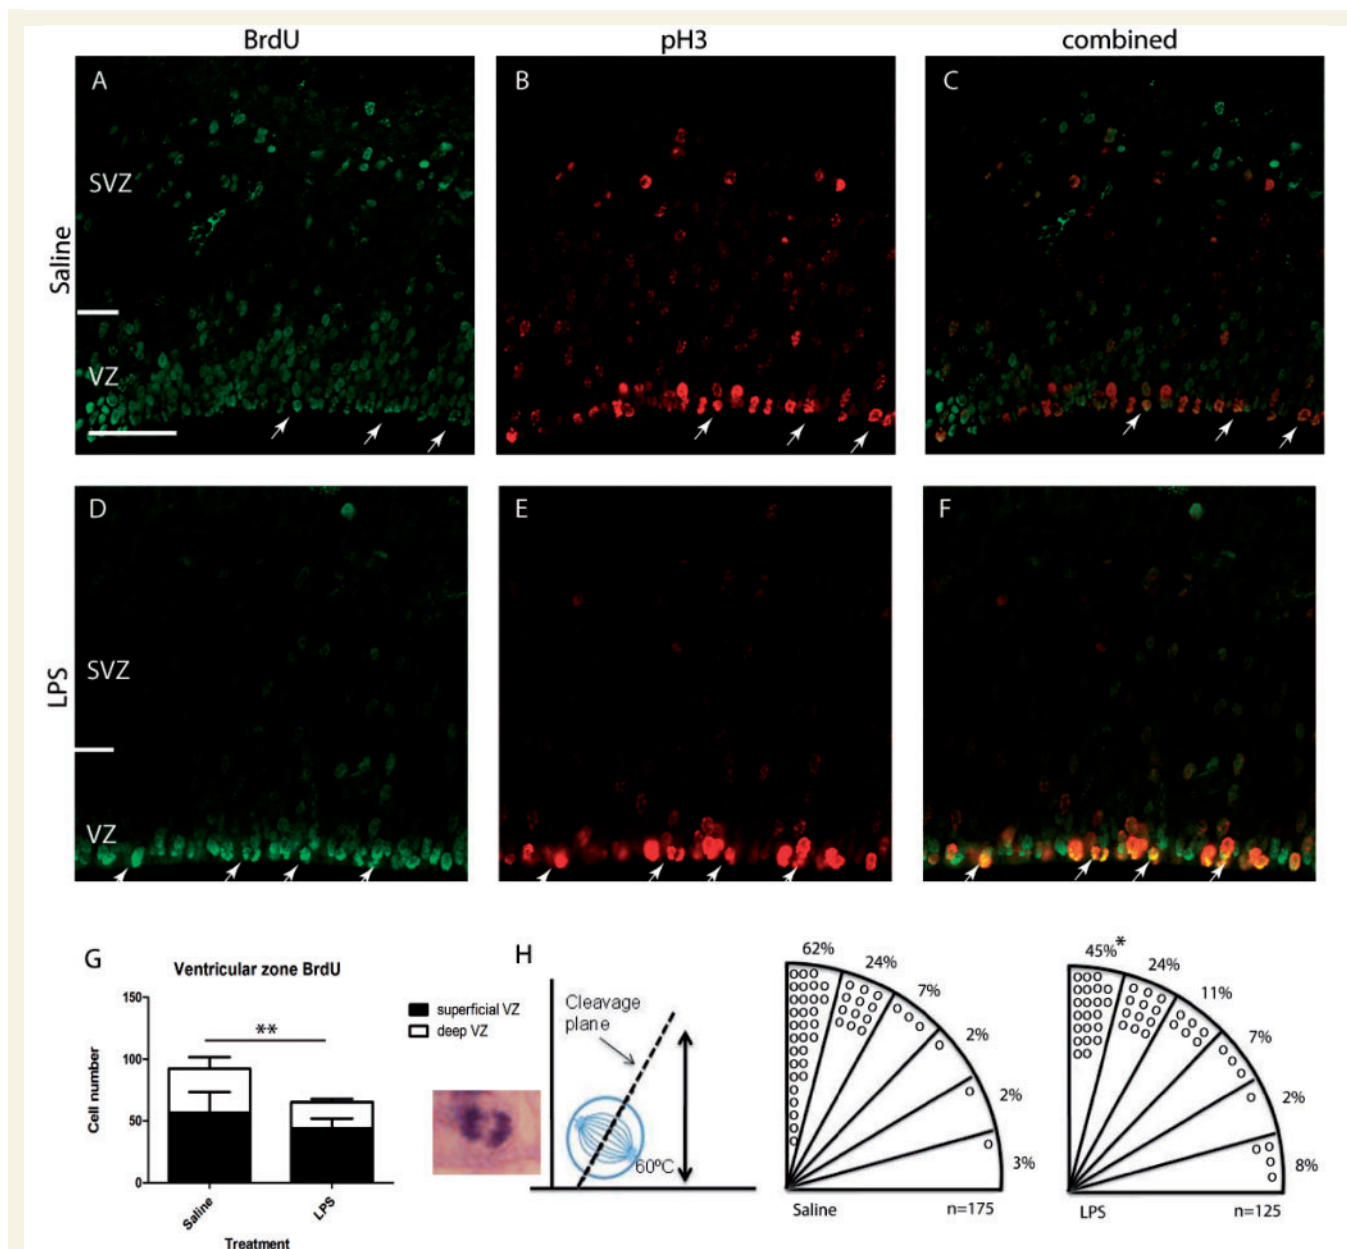 BrdU pH3 combined
A B C
Saline
SVZ
VZ
D E F
LPS
SVZ
VZ
G
Ventricular zone BrdU
150
100
50
0
**
Cell number
Saline LPS
Treatment
superficial VZ
deep VZ
H
Cleavage
plane
60ºC
62%
24%
7%
2%
2%
3%
Saline n=175
45%*
24%
11%
7%
2%
8%
LPS n=125